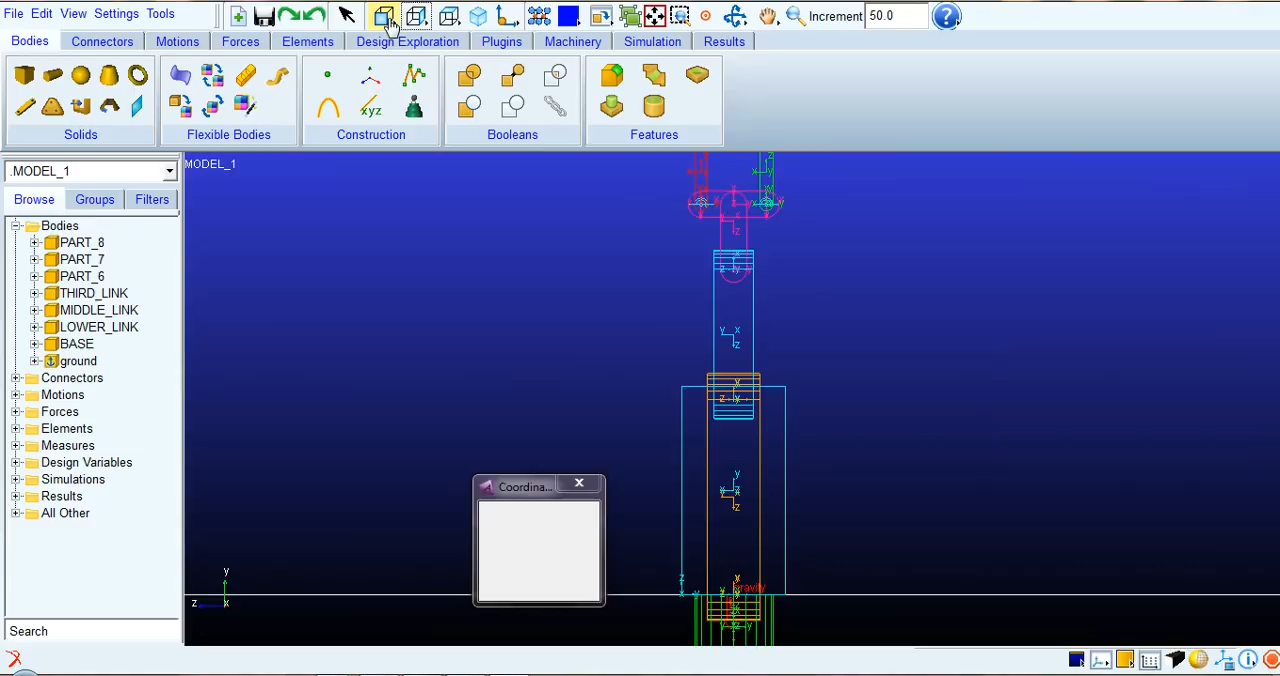 File Edit View Settings Tools
Increment 50.0
Bodies Connectors Motions Forces Elements Design Exploration Plugins Machinery Simulation Results
xyz
Solids Flexible Bodies Construction Booleans Features
.MODEL_1
MODEL_1
Browse Groups Filters
Bodies
PART_8
PART_7
PART_6
THIRD_LINK
MIDDLE_LINK
LOWER_LINK
BASE
ground
Connectors
Motions
Forces
Elements
Measures
Design Variables
Simulations
Results
All Other
Coordina...
gravity
y
z x
Search